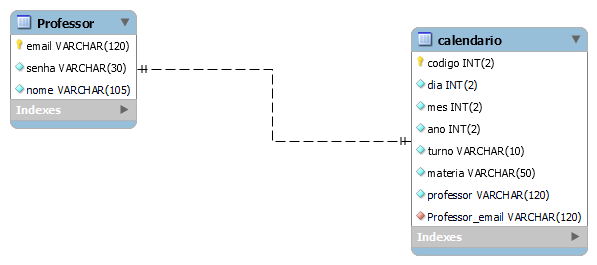 Professor
email VARCHAR(120)
senha VARCHAR(30)
nome VARCHAR(105)
Indexes
calendario
codigo INT(2)
dia INT(2)
mes INT(2)
ano INT(2)
turno VARCHAR(10)
materia VARCHAR(50)
professor VARCHAR(120)
Professor_email VARCHAR(120)
Indexes